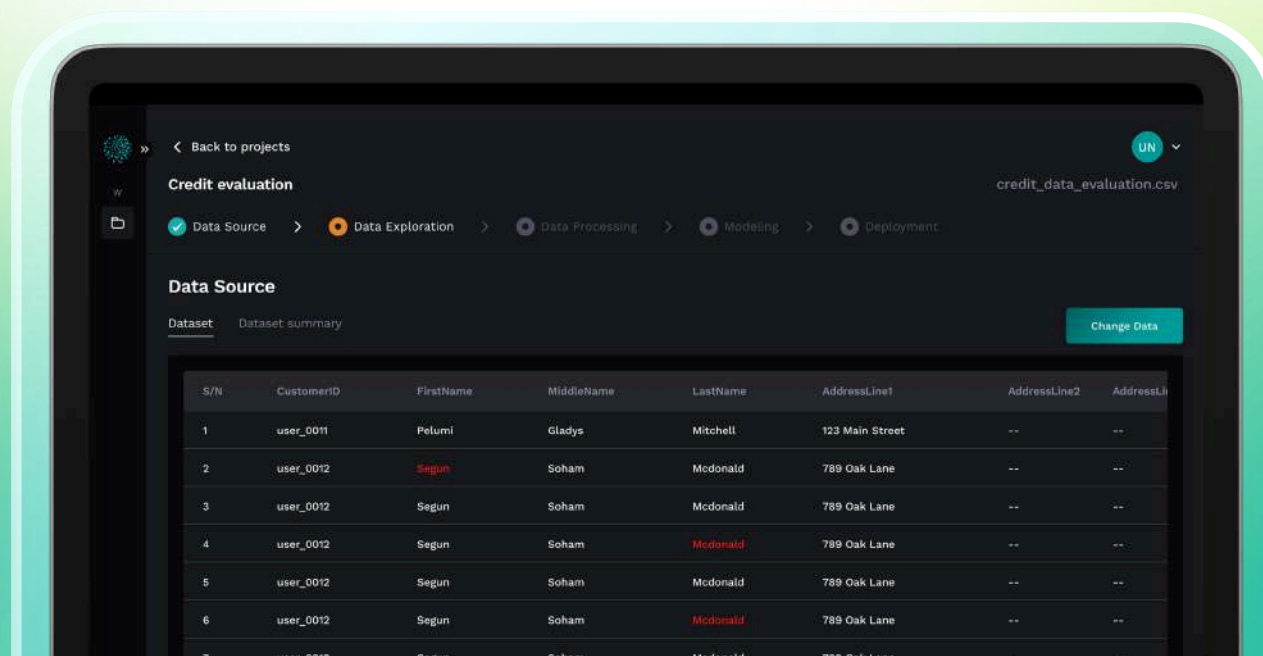 Back to projects
UN
Credit evaluation
credit_data_evaluation.csv
W
Data Source > Data Exploration > Data Processing > Modeling > Deployment
Data Source
Dataset Dataset summary
Change Data
S/N CustomerID FirstName MiddleName LastName AddressLine1 AddressLine2 AddressLi
1 user_0011 Pelumi Gladys Mitchell 123 Main Street -- --
2 user_0012 Segun Soham Mcdonald 789 Oak Lane -- --
3 user_0012 Segun Soham Mcdonald 789 Oak Lane -- --
4 user_0012 Segun Soham Mcdonald 789 Oak Lane -- --
5 user_0012 Segun Soham Mcdonald 789 Oak Lane -- --
6 user_0012 Segun Soham Mcdonald 789 Oak Lane -- --